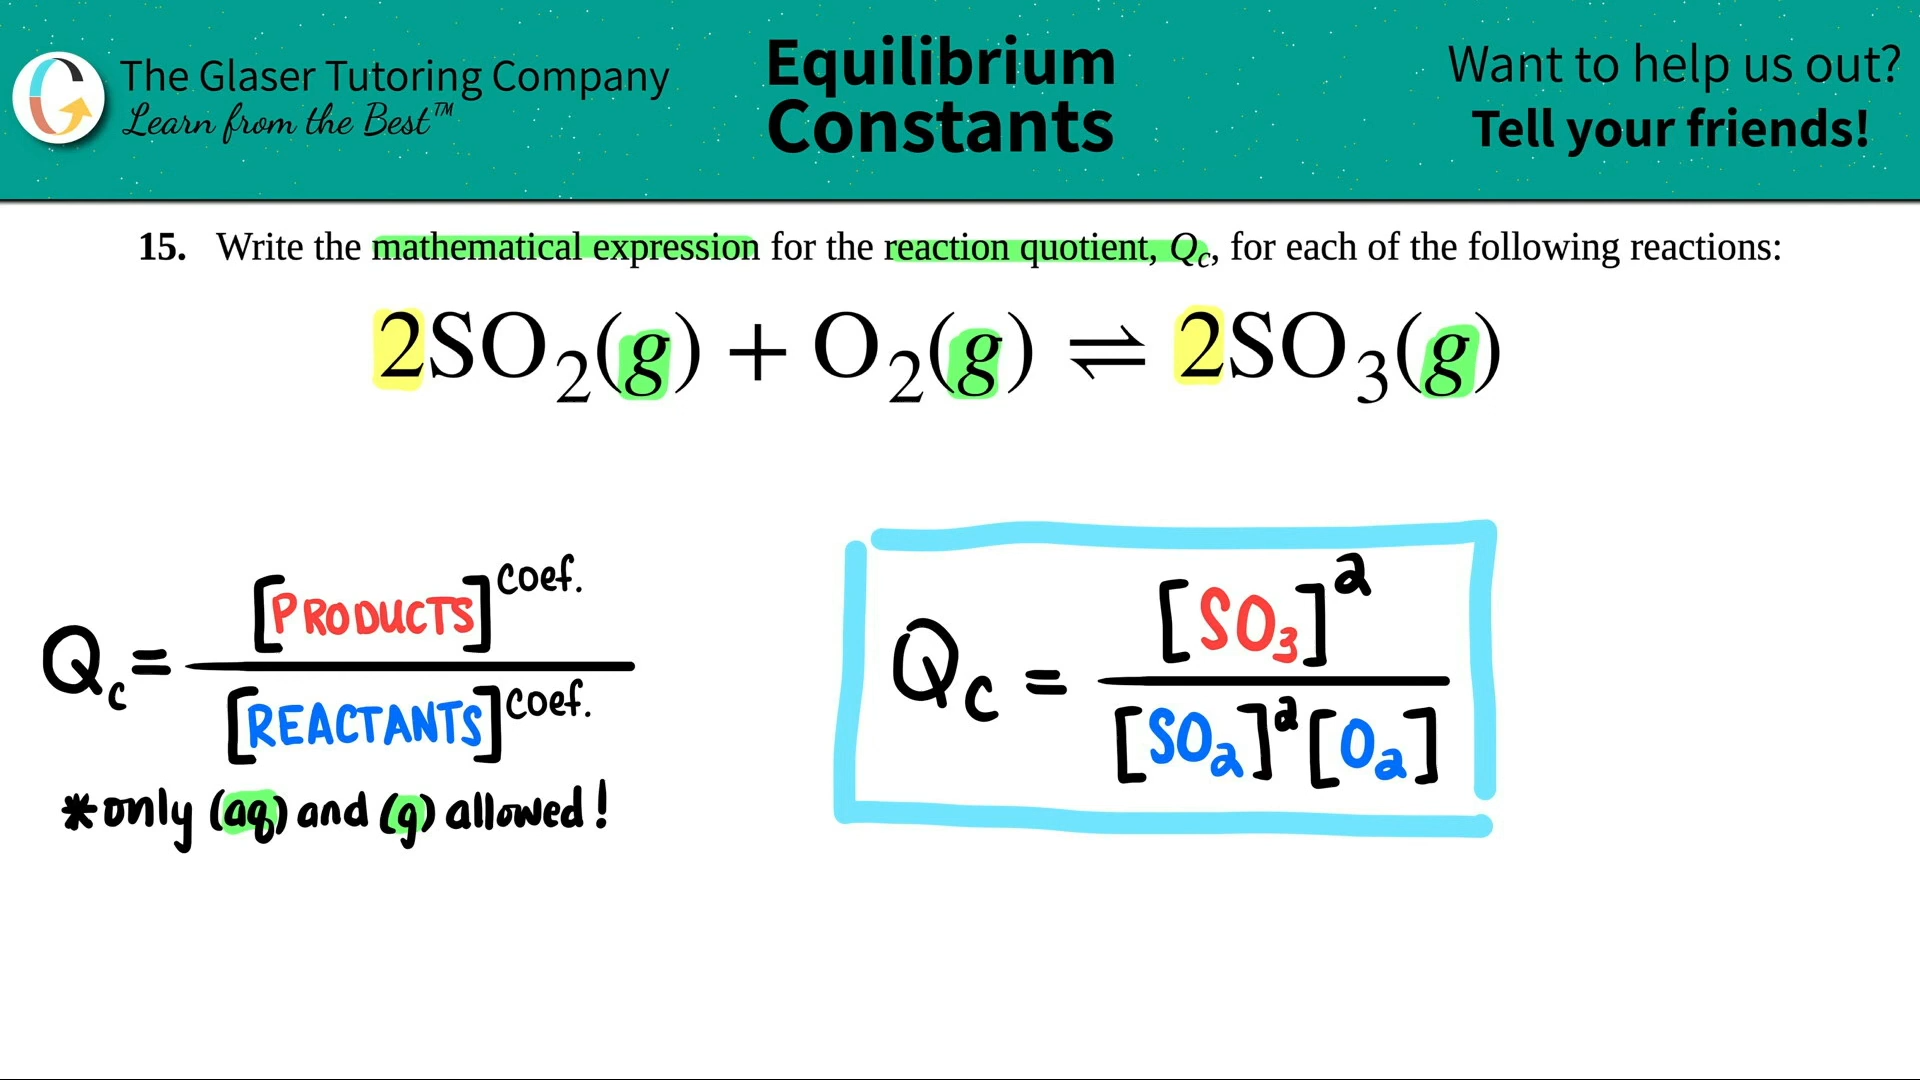 The Glaser Tutoring Company
Learn from the Best™
Equilibrium
Constants
Want to help us out?
Tell your friends!
15. Write the mathematical expression for the reaction quotient, Qc, for each of the following reactions:
2SO₂(g) + O₂(g) ⇌ 2SO₃(g)
Qc = [PRODUCTS]^coef. / [REACTANTS]^coef.
*only (aq) and (g) allowed!
Qc = [SO₃]² / [SO₂]²[O₂]